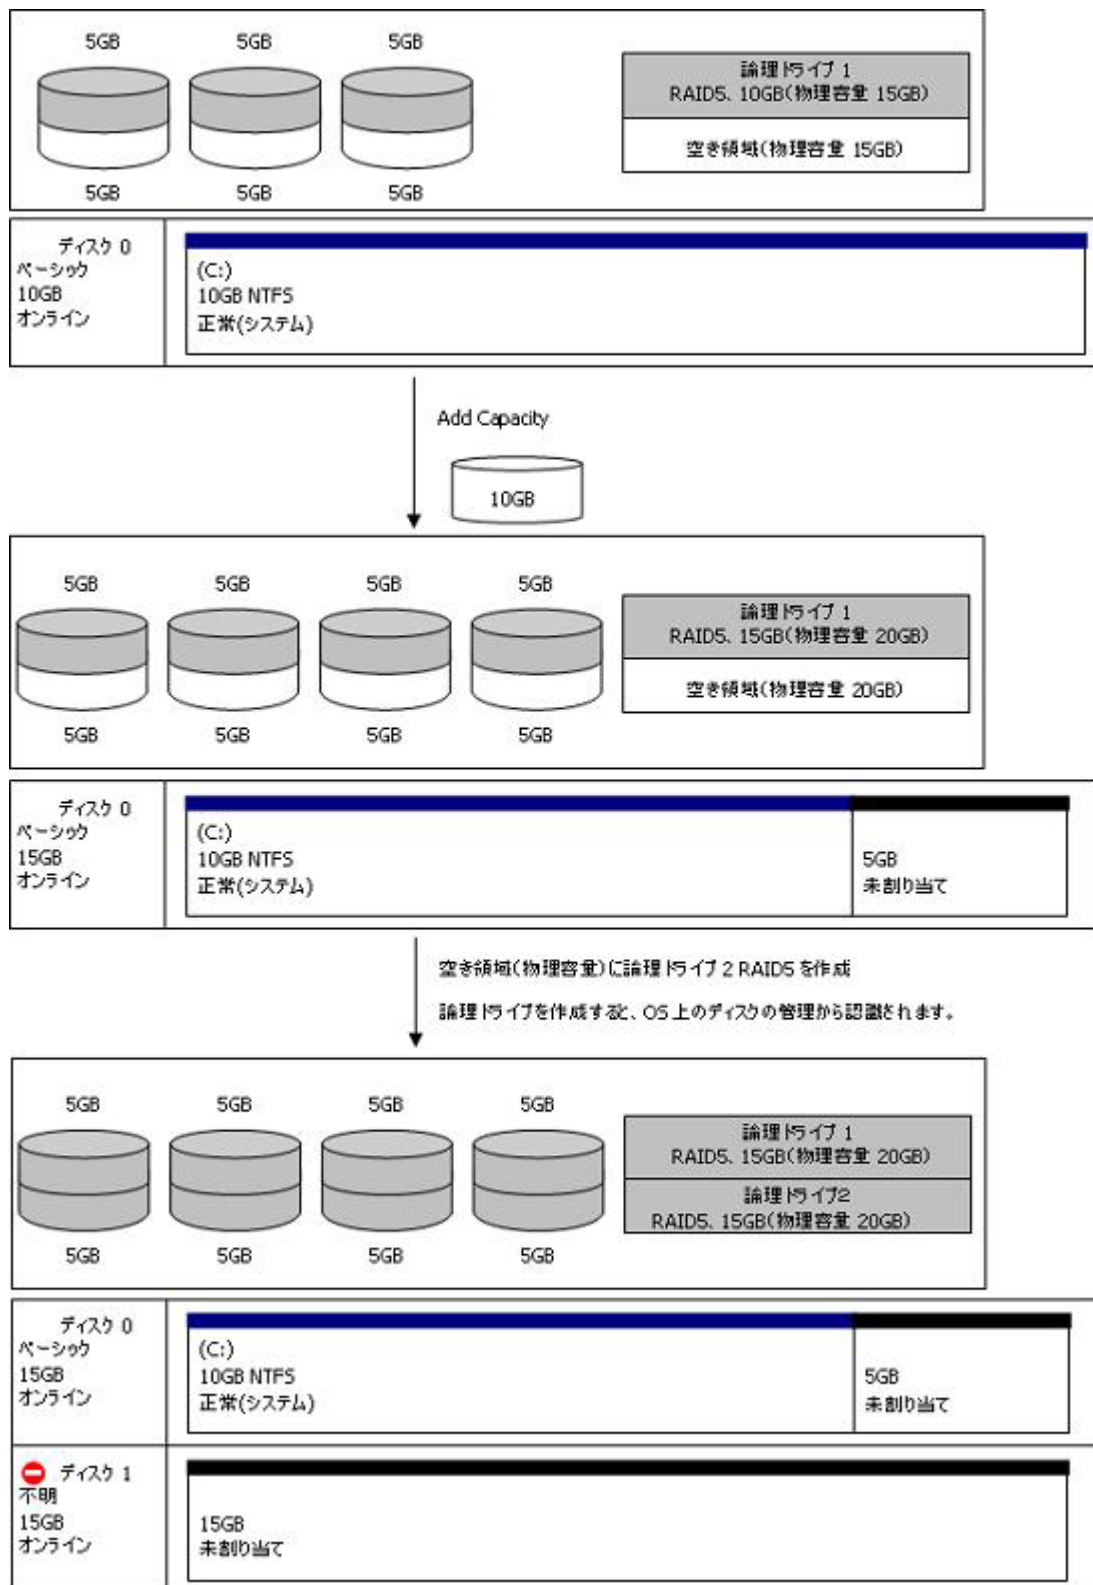 5GB 5GB 5GB
論理ドライブ 1
RAID5、10GB(物理容量 15GB)
空き領域(物理容量 15GB)
5GB 5GB 5GB
ディスク 0
ベーシック
10GB
オンライン
(C:)
10GB NTFS
正常(システム)
Add Capacity
10GB
5GB 5GB 5GB 5GB
論理ドライブ 1
RAID5、15GB(物理容量 20GB)
空き領域(物理容量 20GB)
5GB 5GB 5GB 5GB
ディスク 0
ベーシック
15GB
オンライン
(C:)
10GB NTFS
正常(システム)
5GB
未割り当て
空き領域(物理容量)に論理ドライブ 2 RAID5 を作成
論理ドライブを作成すると、OS 上のディスクの管理から認識されます。
5GB 5GB 5GB 5GB
論理ドライブ 1
RAID5、15GB(物理容量 20GB)
論理ドライブ2
RAID5、15GB(物理容量 20GB)
5GB 5GB 5GB 5GB
ディスク 0
ベーシック
15GB
オンライン
(C:)
10GB NTFS
正常(システム)
5GB
未割り当て
ディスク 1
不明
15GB
オンライン
15GB
未割り当て